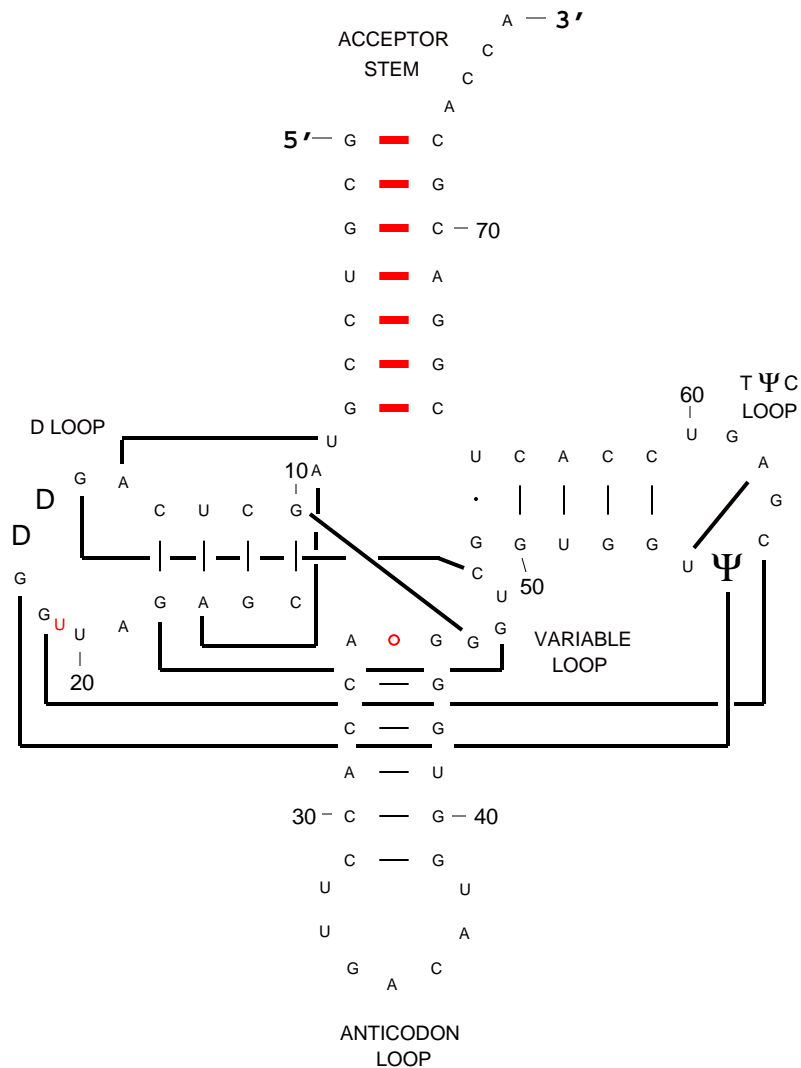 A 3′
ACCEPTOR C
STEM C
A
5′ G C
C G
G C 70
U A
C G
C G
G C
T Ψ C
60 LOOP
D LOOP U U G
G A 10 A U C A C C A
D C U C G G
D G G U G G C
G C U Ψ
G A G C U 50
G U U A A G G G VARIABLE
20 LOOP
C G
C G
A U
30 C G 40
C G
U U
U A
G C
A
ANTICODON
LOOP